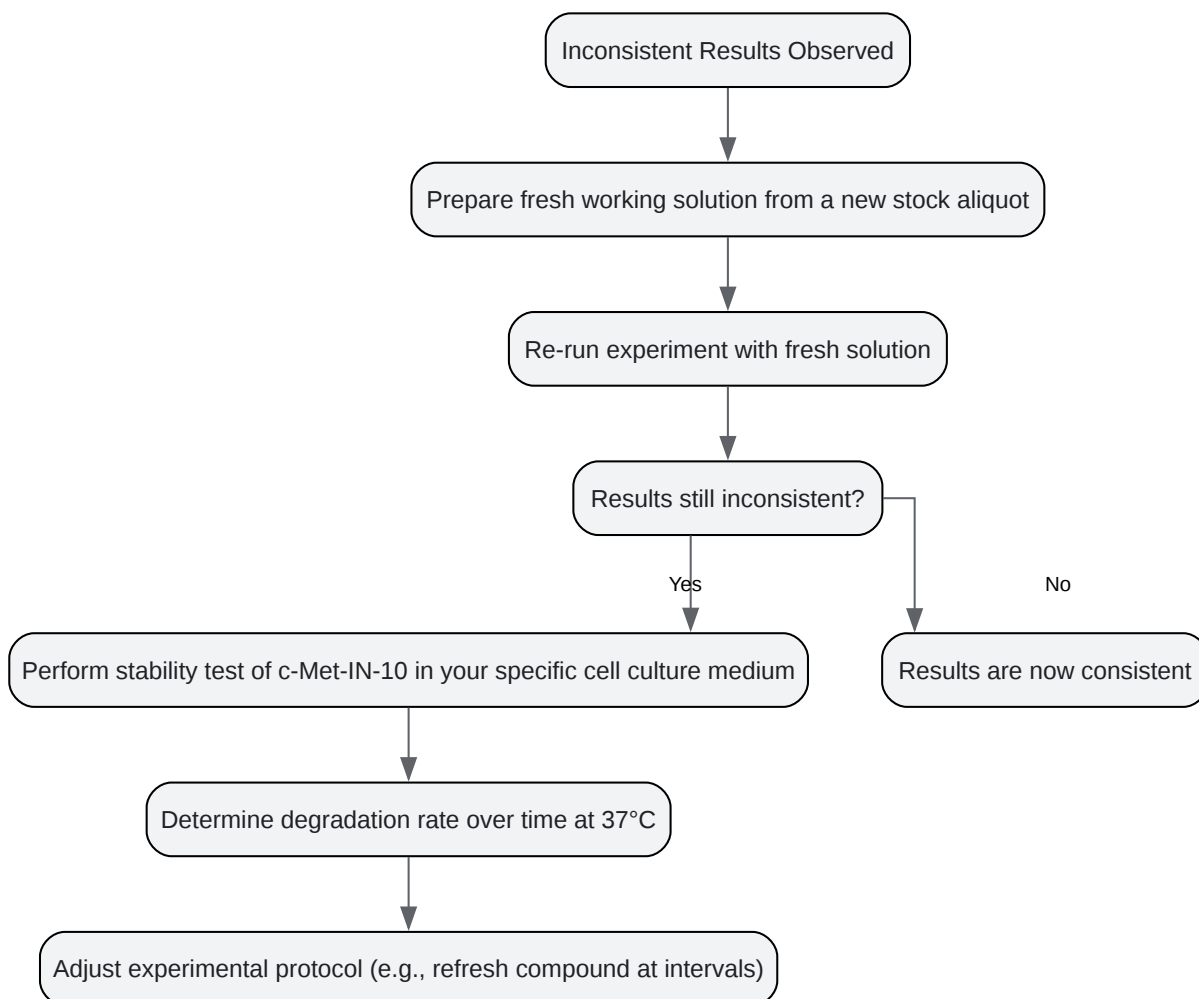 Inconsistent Results Observed
Prepare fresh working solution from a new stock aliquot
Re-run experiment with fresh solution
Results still inconsistent?
Yes
No
Perform stability test of c-Met-IN-10 in your specific cell culture medium
Results are now consistent
Determine degradation rate over time at 37°C
Adjust experimental protocol (e.g., refresh compound at intervals)